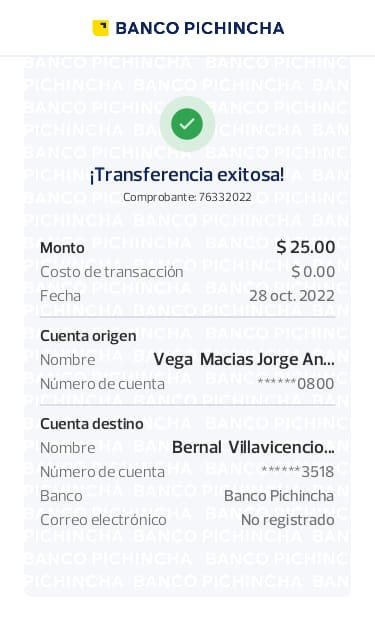 BANCO PICHINCHA
¡Transferencia exitosa!
Comprobante: 76332022
Monto $ 25.00
Costo de transacción $ 0.00
Fecha 28 oct. 2022
Cuenta origen
Nombre Vega Macias Jorge An...
Número de cuenta ******0800
Cuenta destino
Nombre Bernal Villavicencio...
Número de cuenta ******3518
Banco Banco Pichincha
Correo electrónico No registrado